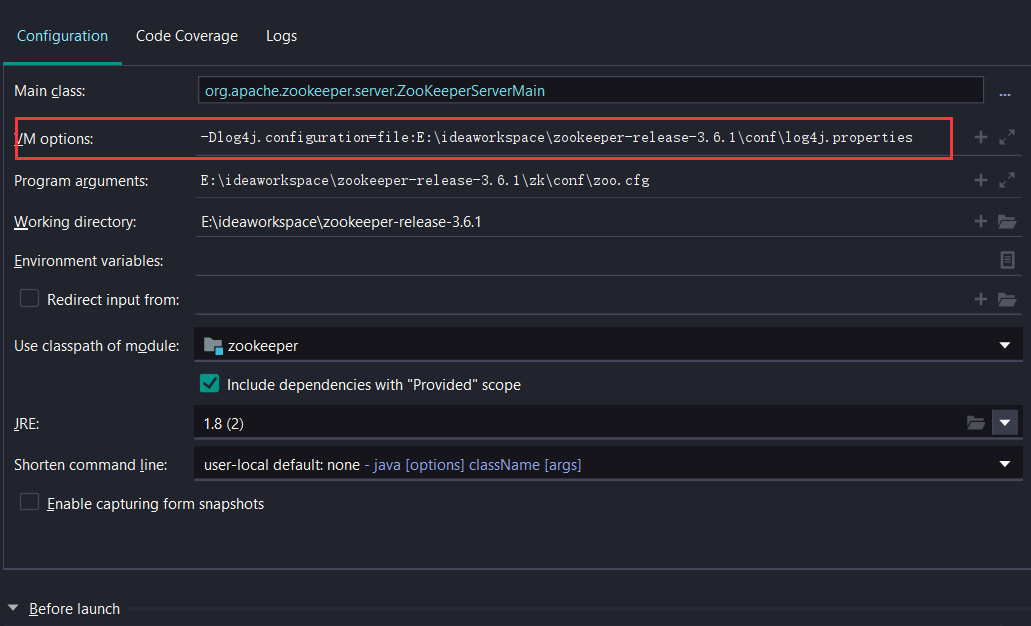 Configuration Code Coverage Logs
Main class: org.apache.zookeeper.server.ZooKeeperServerMain ...
VM options: -Dlog4j.configuration=file:E:\ideaworkspace\zookeeper-release-3.6.1\conf\log4j.properties
Program arguments: E:\ideaworkspace\zookeeper-release-3.6.1\zk\conf\zoo.cfg
Working directory: E:\ideaworkspace\zookeeper-release-3.6.1
Environment variables:
Redirect input from:
Use classpath of module: zookeeper
Include dependencies with "Provided" scope
JRE: 1.8 (2)
Shorten command line: user-local default: none - java [options] className [args]
Enable capturing form snapshots
Before launch